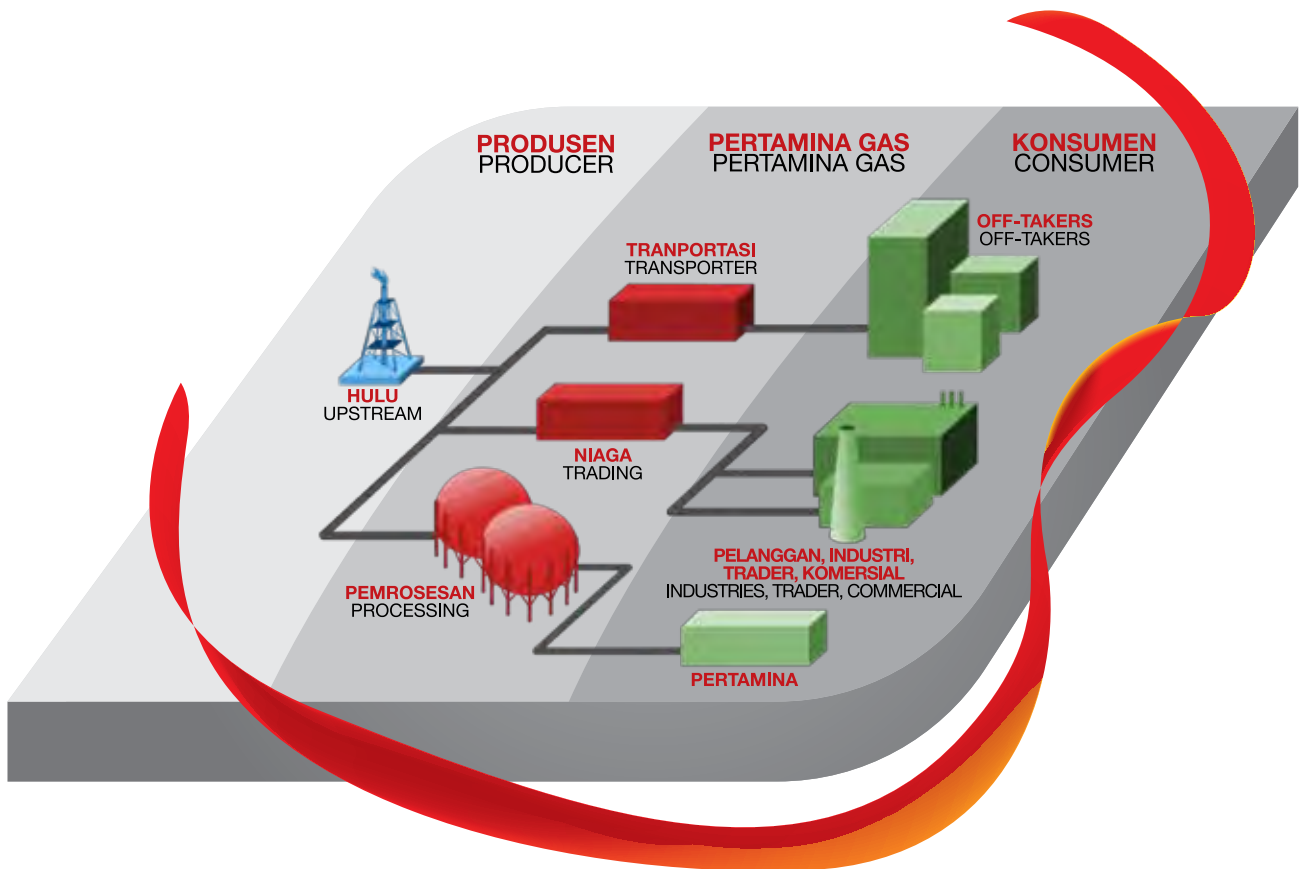 PRODUSEN
PRODUCER
PERTAMINA GAS
PERTAMINA GAS
KONSUMEN
CONSUMER
OFF-TAKERS
OFF-TAKERS
TRANPORTASI
TRANSPORTER
HULU
UPSTREAM
NIAGA
TRADING
PELANGGAN, INDUSTRI,
TRADER, KOMERSIAL
INDUSTRIES, TRADER, COMMERCIAL
PEMROSESAN
PROCESSING
PERTAMINA